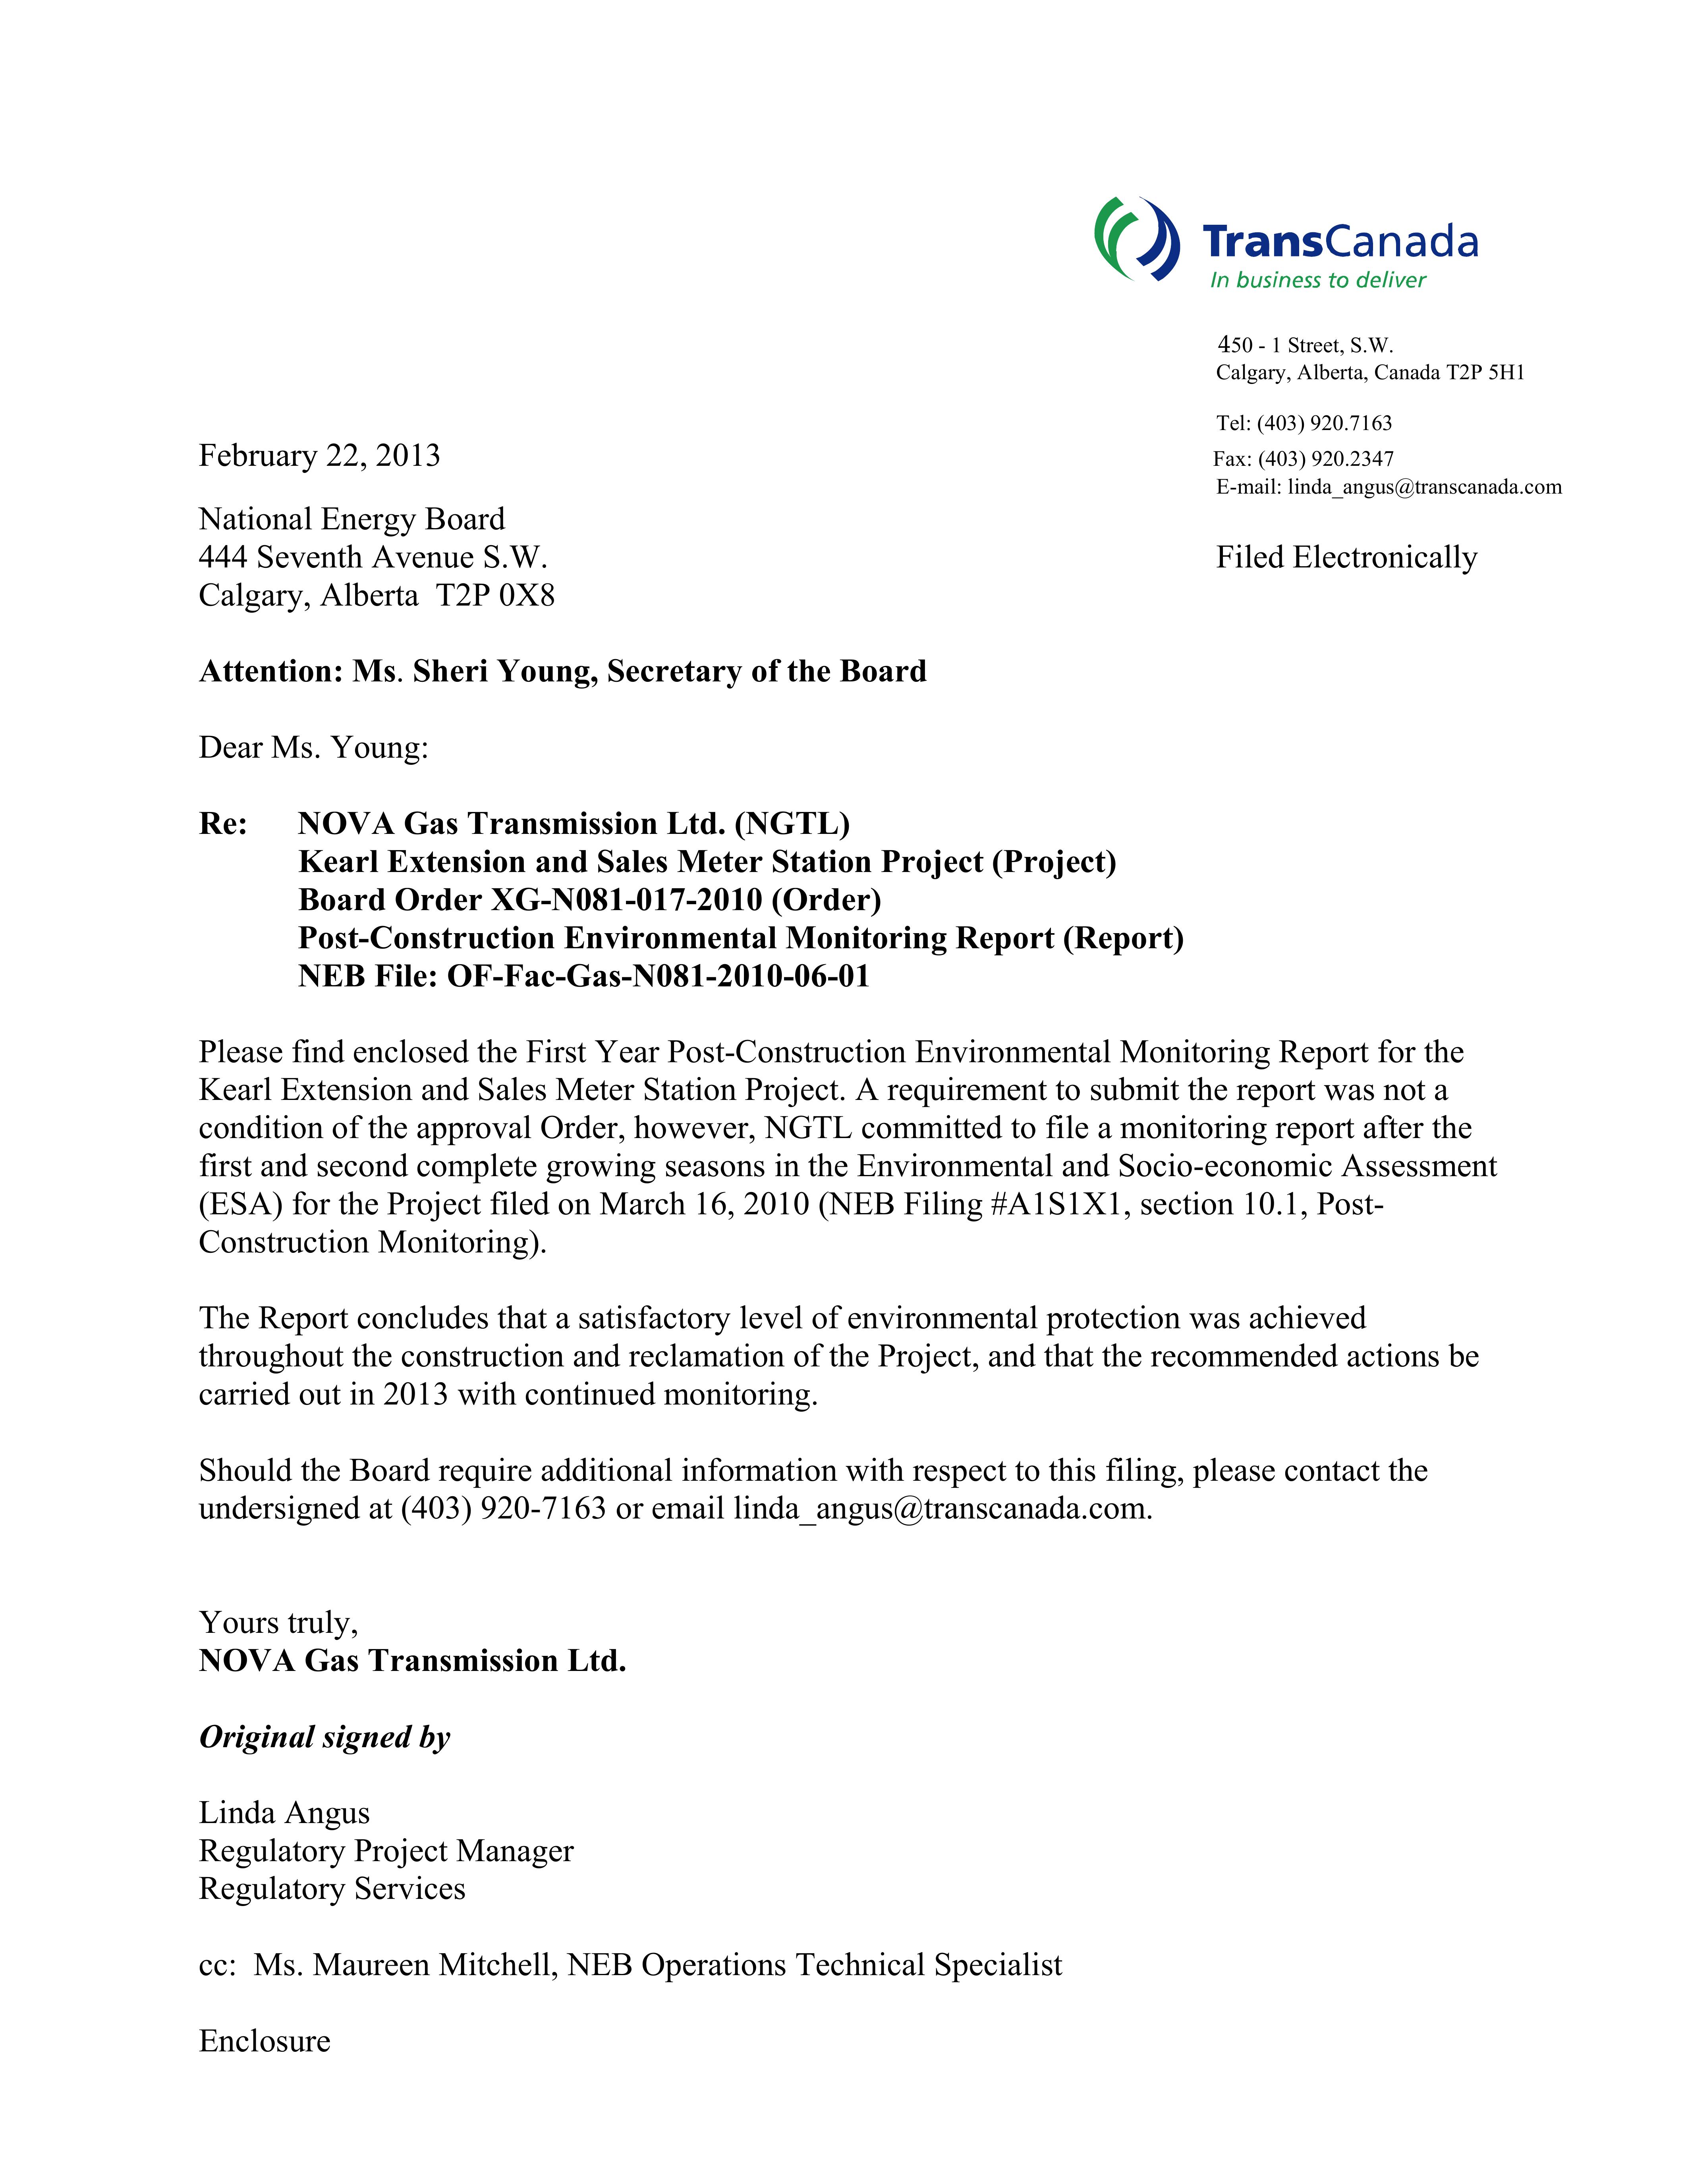 TransCanada
In business to deliver
450 - 1 Street, S.W.
Calgary, Alberta, Canada T2P 5H1
Tel: (403) 920.7163
Fax: (403) 920.2347
E-mail: linda_angus@transcanada.com
February 22, 2013
National Energy Board
444 Seventh Avenue S.W.
Calgary, Alberta  T2P 0X8
Filed Electronically
Attention: Ms. Sheri Young, Secretary of the Board
Dear Ms. Young:
Re: NOVA Gas Transmission Ltd. (NGTL)
Kearl Extension and Sales Meter Station Project (Project)
Board Order XG-N081-017-2010 (Order)
Post-Construction Environmental Monitoring Report (Report)
NEB File: OF-Fac-Gas-N081-2010-06-01
Please find enclosed the First Year Post-Construction Environmental Monitoring Report for the
Kearl Extension and Sales Meter Station Project. A requirement to submit the report was not a
condition of the approval Order, however, NGTL committed to file a monitoring report after the
first and second complete growing seasons in the Environmental and Socio-economic Assessment
(ESA) for the Project filed on March 16, 2010 (NEB Filing #A1S1X1, section 10.1, Post-
Construction Monitoring).
The Report concludes that a satisfactory level of environmental protection was achieved
throughout the construction and reclamation of the Project, and that the recommended actions be
carried out in 2013 with continued monitoring.
Should the Board require additional information with respect to this filing, please contact the
undersigned at (403) 920-7163 or email linda_angus@transcanada.com.
Yours truly,
NOVA Gas Transmission Ltd.
Original signed by
Linda Angus
Regulatory Project Manager
Regulatory Services
cc:  Ms. Maureen Mitchell, NEB Operations Technical Specialist
Enclosure